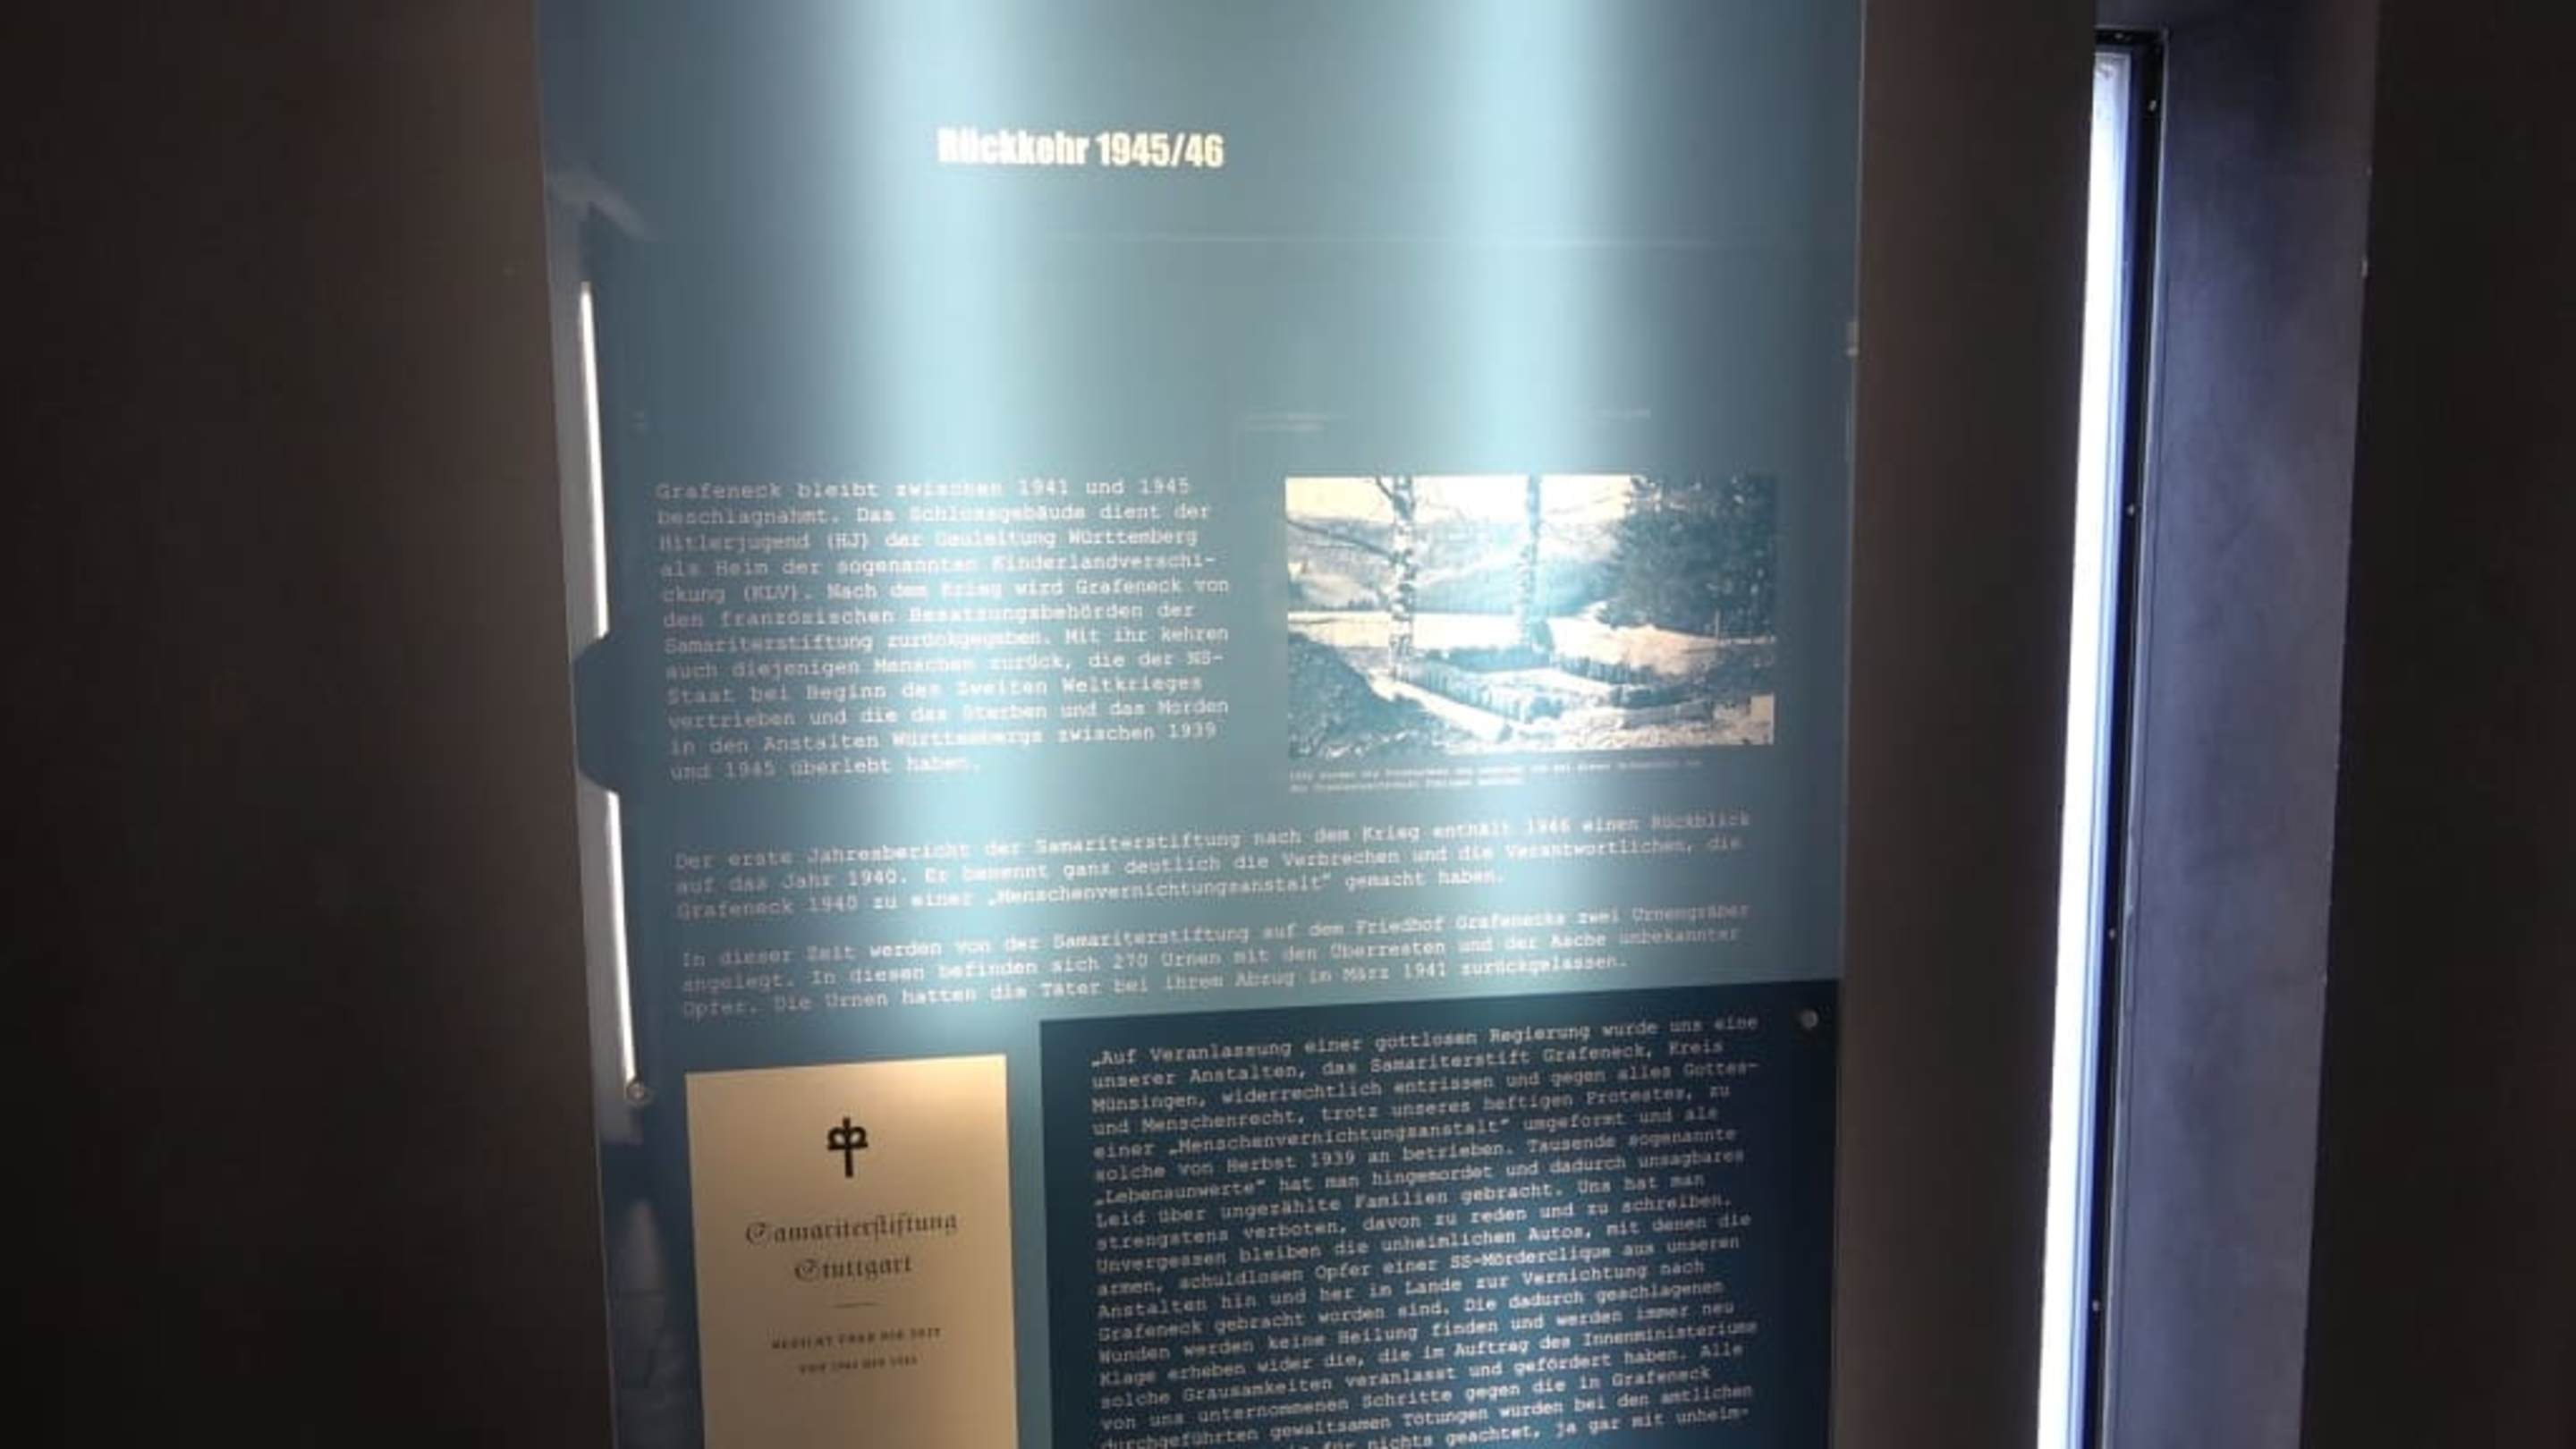 Rückkehr 1945/46
Grafeneck bleibt zwischen 1941 und 1945
beschlagnahmt. Das Schlossgebäude dient der
Hitlerjugend (HJ) der Gauleitung Württemberg
als Heim der sogenannten Kinderlandverschi-
ckung (KLV). Nach dem Krieg wird Grafeneck von
den französischen Besatzungsbehörden der
Samariterstiftung zurückgegeben. Mit ihr kehren
auch diejenigen Menschen zurück, die der NS-
Staat bei Beginn des Zweiten Weltkrieges
vertrieben und die das Sterben und das Morden
in den Anstalten Württembergs zwischen 1939
und 1945 überlebt haben.
Der erste Jahresbericht der Samariterstiftung nach dem Krieg enthält 1946 einen Rückblick
auf das Jahr 1940. Er benennt ganz deutlich die Verbrechen und die Verantwortlichen, die
Grafeneck 1940 zu einer „Menschenvernichtungsanstalt" gemacht haben.
In dieser Zeit werden von der Samariterstiftung auf dem Friedhof Grafenecks zwei Urnengräber
angelegt. In diesen befinden sich 270 Urnen mit den Überresten und der Asche unbekannter
Opfer. Die Urnen hatten die Täter bei ihrem Abzug im März 1941 zurückgelassen.
Samariterstiftung
Stuttgart
BERICHT ÜBER DIE ZEIT
„Auf Veranlassung einer gottlosen Regierung wurde uns eine
unserer Anstalten, das Samariterstift Grafeneck, Kreis
Münsingen, widerrechtlich entrissen und gegen alles Gottes-
und Menschenrecht, trotz unseres heftigen Protestes, zu
einer „Menschenvernichtungsanstalt" umgeformt und als
solche von Herbst 1939 an betrieben. Tausende sogenannte
„Lebensunwerte" hat man hingemordet und dadurch unsagbares
Leid über ungezählte Familien gebracht. Uns hat man
strengstens verboten, davon zu reden und zu schreiben.
Unvergessen bleiben die unheimlichen Autos, mit denen die
armen, schuldlosen Opfer einer SS-Mörderclique aus unseren
Anstalten hin und her im Lande zur Vernichtung nach
Grafeneck gebracht worden sind. Die dadurch geschlagenen
Wunden werden keine Heilung finden und werden immer neu
Klage erheben wider die, die im Auftrag des Innenministeriums
solche Grausamkeiten veranlasst und gefördert haben. Alle
von uns unternommenen Schritte gegen die in Grafeneck
durchgeführten gewaltsamen Tötungen wurden bei den amtlichen
für nichts geachtet, ja gar mit unheim-